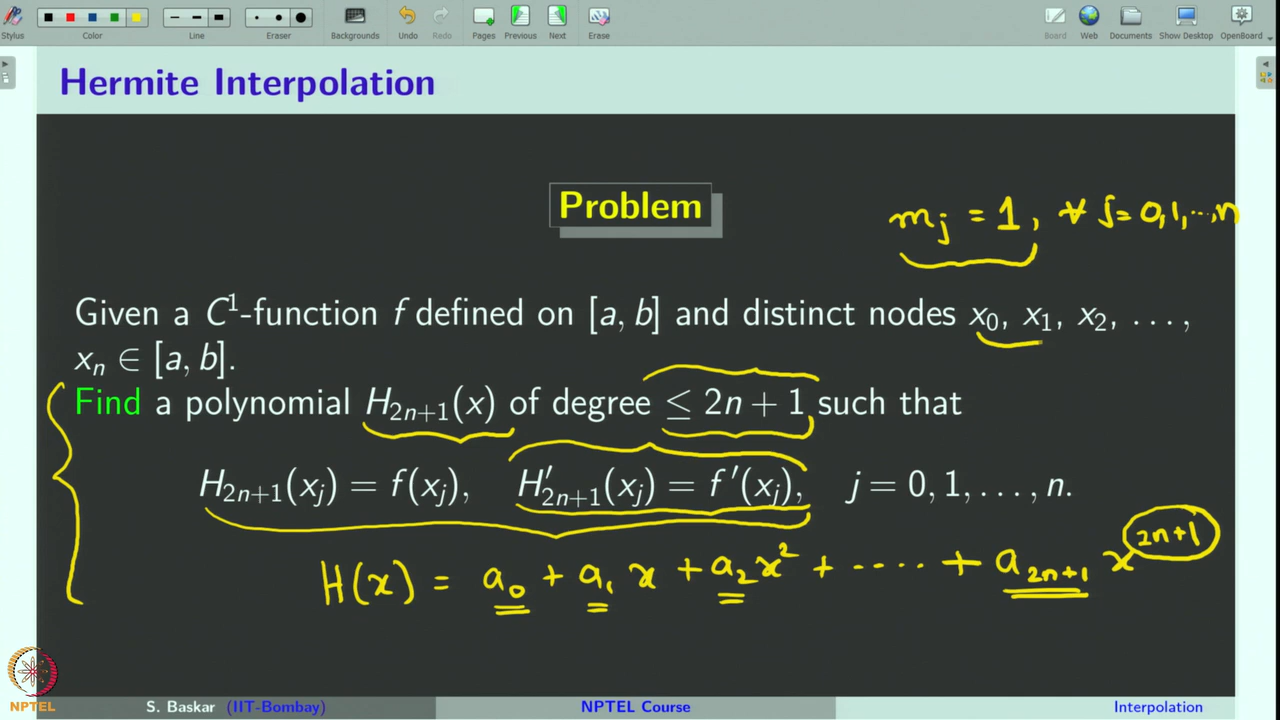 Stylus Color Line Eraser Backgrounds Undo Redo Pages Previous Next Erase Board Web Documents Show Desktop OpenBoard
Hermite Interpolation
Problem
m_j = 1, ∀ j = 0, 1, ..., n
Given a C¹-function f defined on [a, b] and distinct nodes x₀, x₁, x₂, . . . ,
xₙ ∈ [a, b].
Find a polynomial H₂ₙ₊₁(x) of degree ≤ 2n + 1 such that
H₂ₙ₊₁(xⱼ) = f(xⱼ), H′₂ₙ₊₁(xⱼ) = f ′(xⱼ), j = 0, 1, . . . , n.
H(x) = a₀ + a₁ x + a₂ x² + ..... + a₂ₙ₊₁ x²ⁿ⁺¹
NPTEL
S. Baskar (IIT-Bombay) NPTEL Course Interpolation